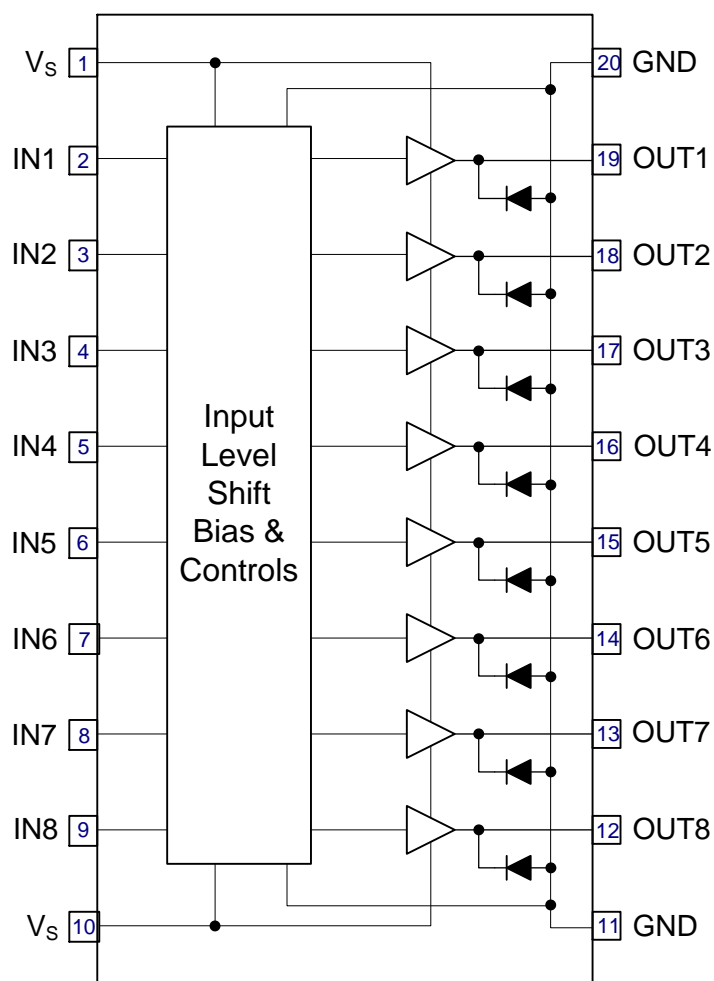 V_S 1 20 GND
IN1 2 19 OUT1
IN2 3 18 OUT2
IN3 4 17 OUT3
IN4 5 16 OUT4
IN5 6 15 OUT5
IN6 7 14 OUT6
IN7 8 13 OUT7
IN8 9 12 OUT8
V_S 10 11 GND
Input
Level
Shift
Bias &
Controls